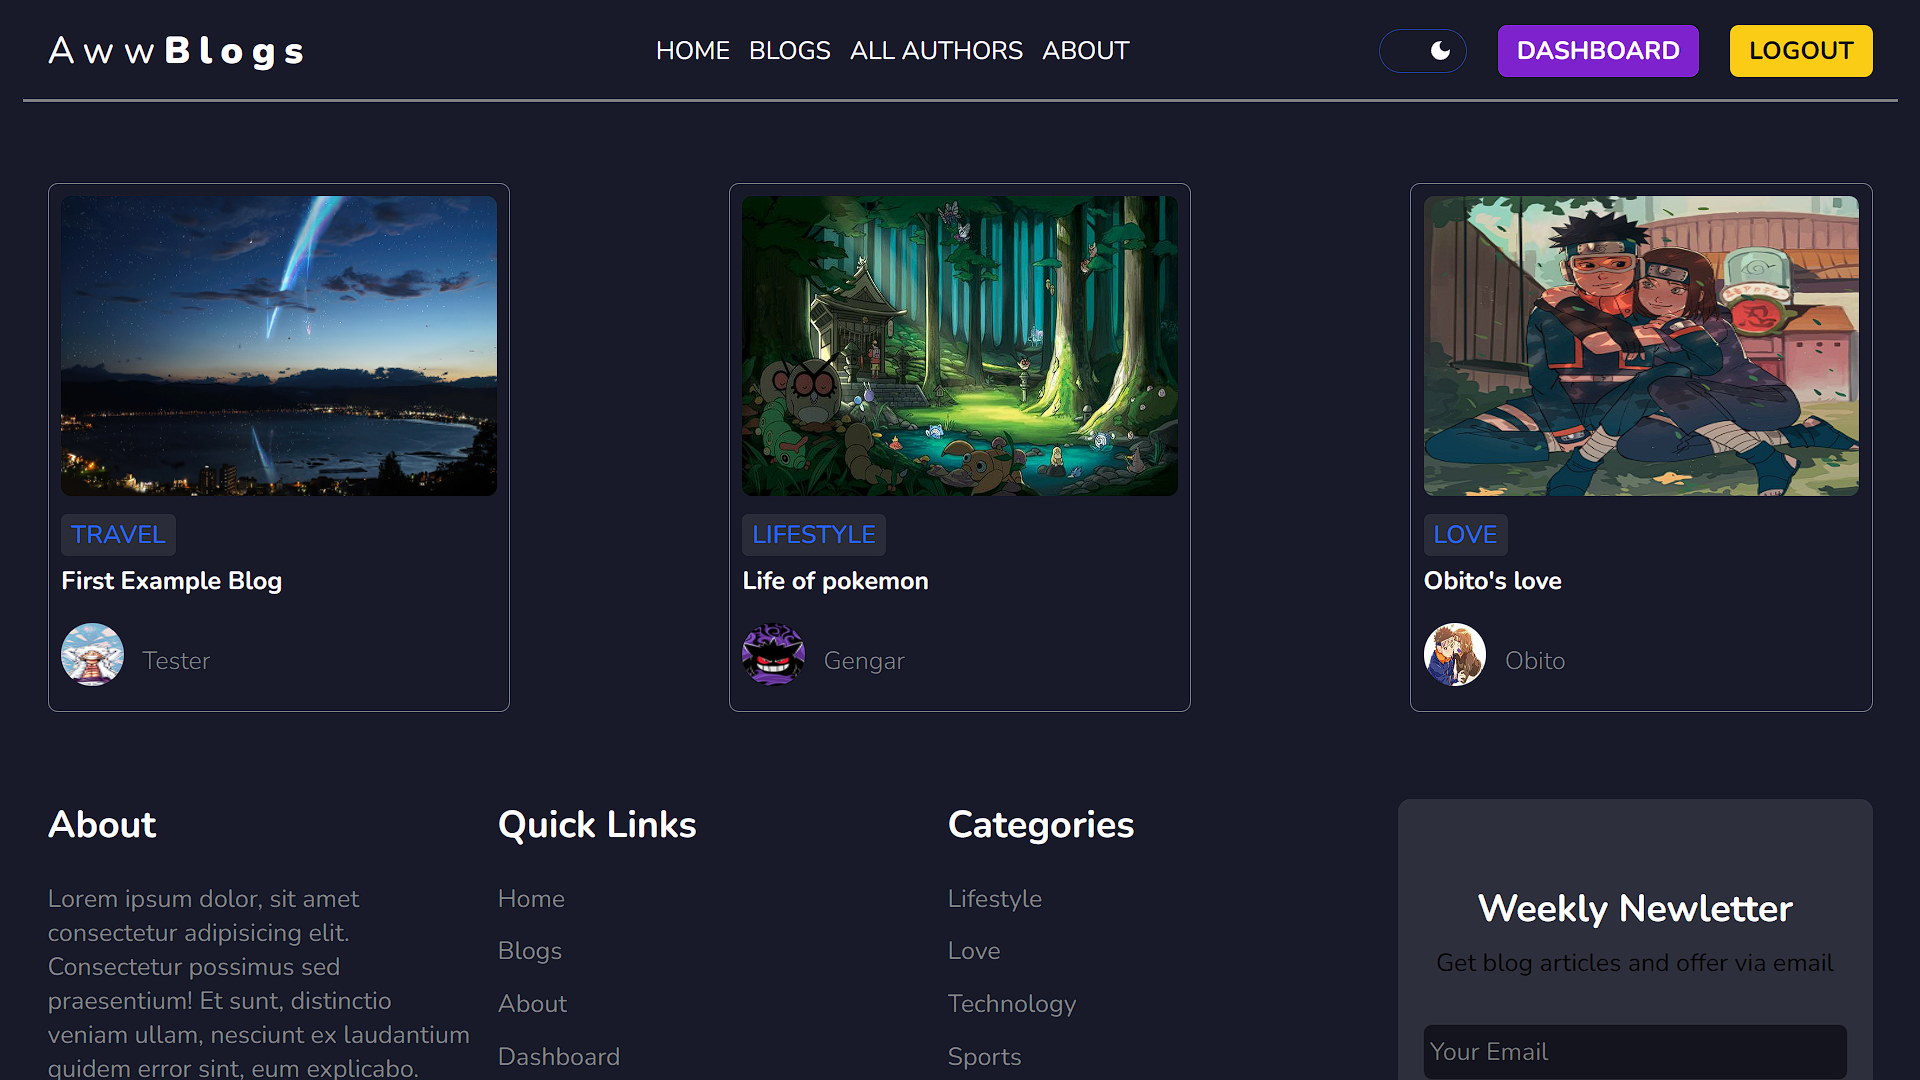 AwwBlogs
HOME BLOGS ALL AUTHORS ABOUT
DASHBOARD
LOGOUT
TRAVEL
First Example Blog
Tester
LIFESTYLE
Life of pokemon
Gengar
LOVE
Obito's love
Obito
About
Lorem ipsum dolor, sit amet
consectetur adipisicing elit.
Consectetur possimus sed
praesentium! Et sunt, distinctio
veniam ullam, nesciunt ex laudantium
quidem error sint, eum explicabo.
Quick Links
Home
Blogs
About
Dashboard
Categories
Lifestyle
Love
Technology
Sports
Weekly Newletter
Get blog articles and offer via email
Your Email